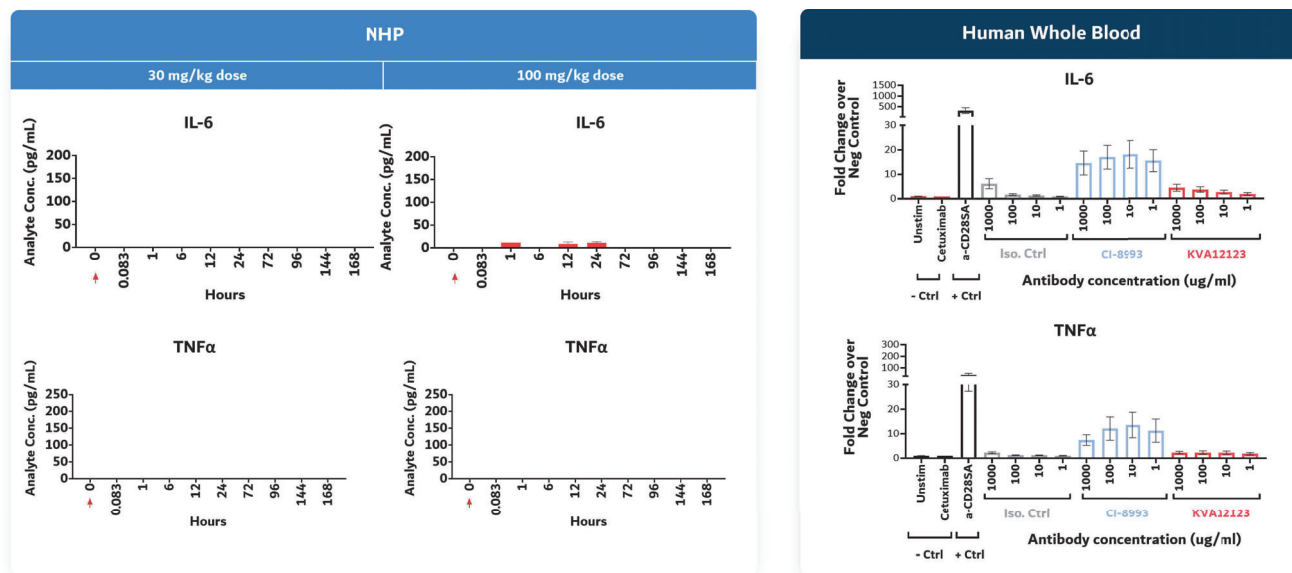 NHP
30 mg/kg dose
100 mg/kg dose
IL-6
Analyte Conc. (pg/mL)
200
150
100
50
0
0
0.083
1
6
12
24
72
96
144
168
Hours
IL-6
Analyte Conc. (pg/mL)
200
150
100
50
0
0
0.083
1
6
12
24
72
96
144
168
Hours
TNFα
Analyte Conc. (pg/mL)
250
200
150
100
50
0
0
0.083
1
6
12
24
72
96
144
168
Hours
TNFα
Analyte Conc. (pg/mL)
250
200
150
100
50
0
0
0.083
1
6
12
24
72
96
144
168
Hours
Human Whole Blood
IL-6
Fold Change over
Neg Control
1500
1000
500
30
20
10
0
Unstim
Cetuximab
a-CD28SA
1000
100
10
1
1000
100
10
1
1000
100
10
1
Iso. Ctrl
CI-8993
KVA12123
- Ctrl
+ Ctrl
Antibody concentration (ug/ml)
TNFα
Fold Change over
Neg Control
300
200
100
30
20
10
0
Unstim
Cetuximab
a-CD28SA
1000
100
10
1
1000
100
10
1
1000
100
10
1
Iso. Ctrl
CI-8993
KVA12123
- Ctrl
+ Ctrl
Antibody concentration (ug/ml)